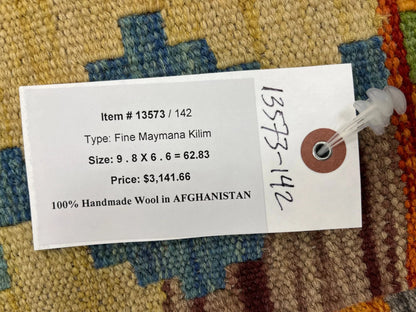 Item # 13573 / 142
Type: Fine Maymana Kilim
Size: 9 . 8 X 6 . 6 = 62.83
Price: $3,141.66
100% Handmade Wool in AFGHANISTAN
13573-142